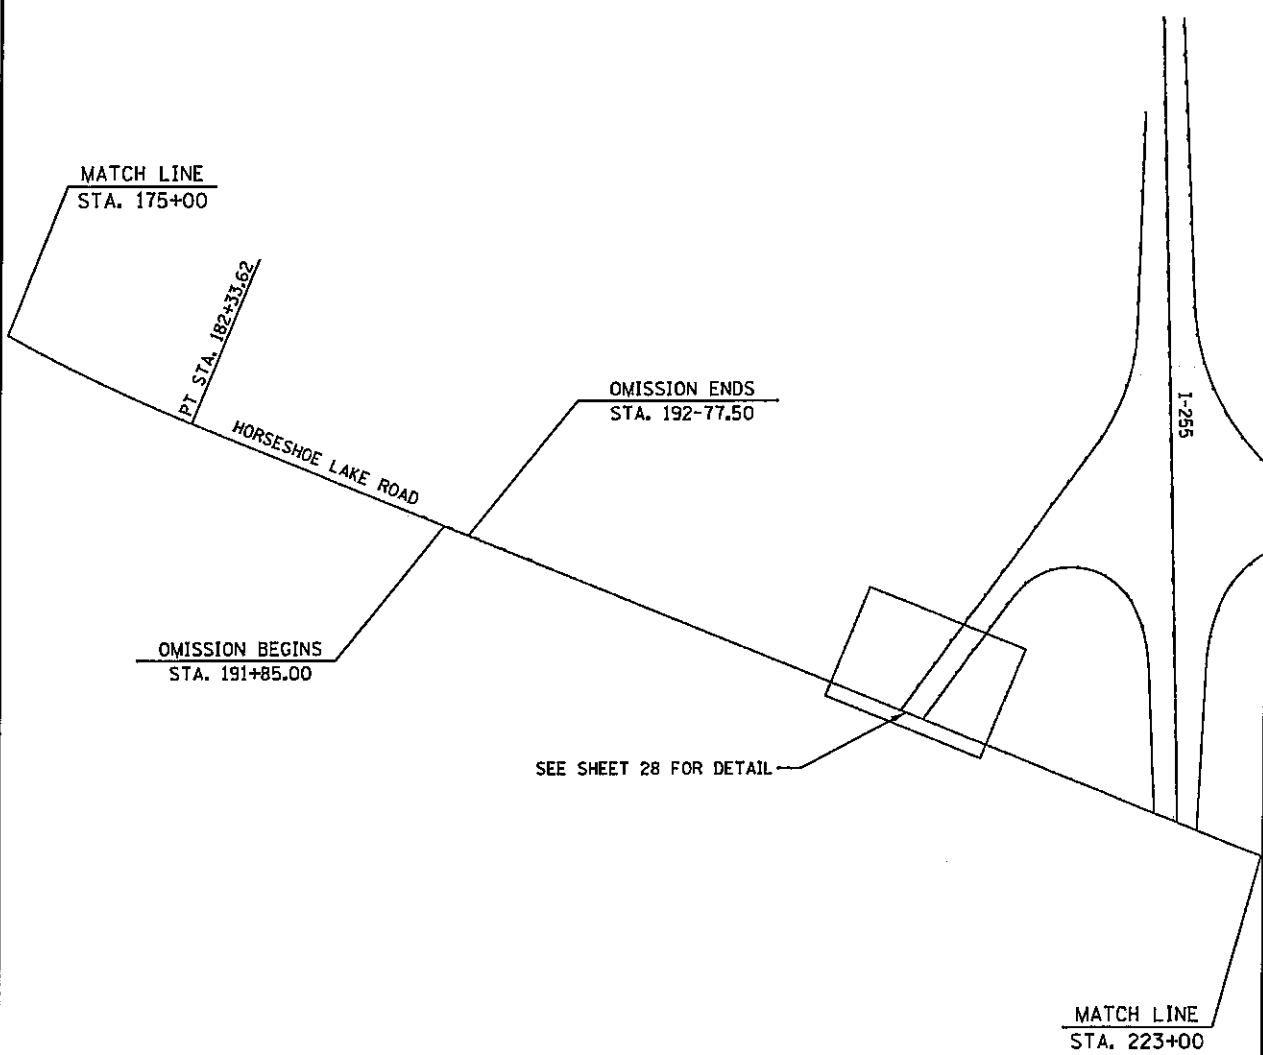 MATCH LINE
STA. 175+00
PT STA. 182+33.62
HORSESHOE LAKE ROAD
OMISSION ENDS
STA. 192-77.50
I-255
OMISSION BEGINS
STA. 191+85.00
SEE SHEET 28 FOR DETAIL
MATCH LINE
STA. 223+00